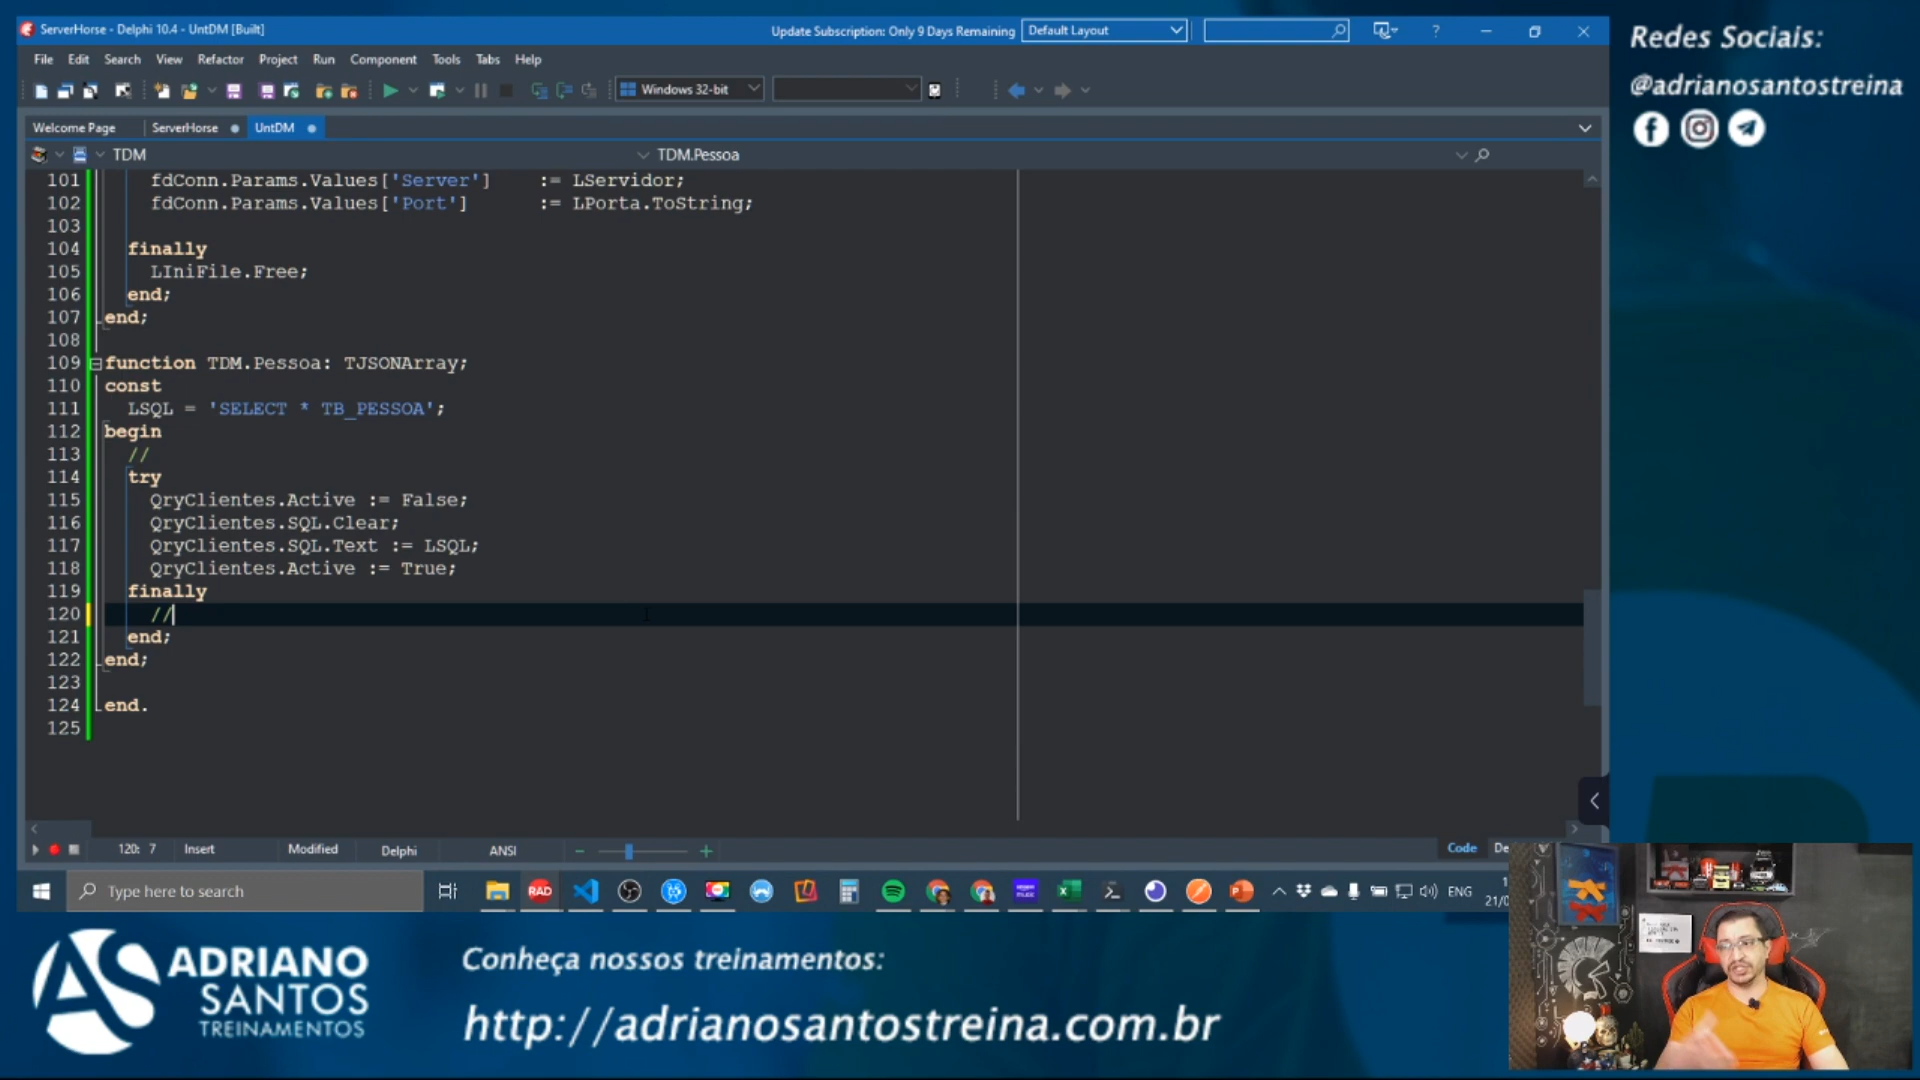 ServerHorse - Delphi 10.4 - UntDM [Built]
Update Subscription: Only 9 Days Remaining
Default Layout
?
File Edit Search View Refactor Project Run Component Tools Tabs Help
Windows 32-bit
Welcome Page
ServerHorse
UntDM
TDM
TDM.Pessoa
101 fdConn.Params.Values['Server'] := LServidor;
102 fdConn.Params.Values['Port'] := LPorta.ToString;
103
104 finally
105 LIniFile.Free;
106 end;
107 end;
108
109 function TDM.Pessoa: TJSONArray;
110 const
111 LSQL = 'SELECT * TB_PESSOA';
112 begin
113 //
114 try
115 QryClientes.Active := False;
116 QryClientes.SQL.Clear;
117 QryClientes.SQL.Text := LSQL;
118 QryClientes.Active := True;
119 finally
120 //
121 end;
122 end;
123
124 end.
125
120: 7 Insert Modified Delphi ANSI
Code De
Type here to search
RAD
ENG
21/0
Redes Sociais:
@adrianosantostreina
AS
ADRIANO
SANTOS
TREINAMENTOS
Conheça nossos treinamentos:
http://adrianosantostreina.com.br